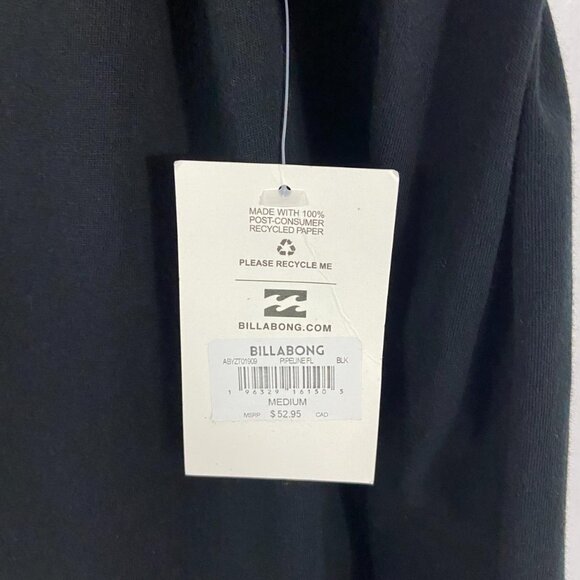 MADE WITH 100%
POST-CONSUMER
RECYCLED PAPER
PLEASE RECYCLE ME
BILLABONG.COM
BILLABONG
ABYZT01909 PIPELINE FL BLK
1 96329 16150 5
MEDIUM
MSRP $ 52.95 CAD